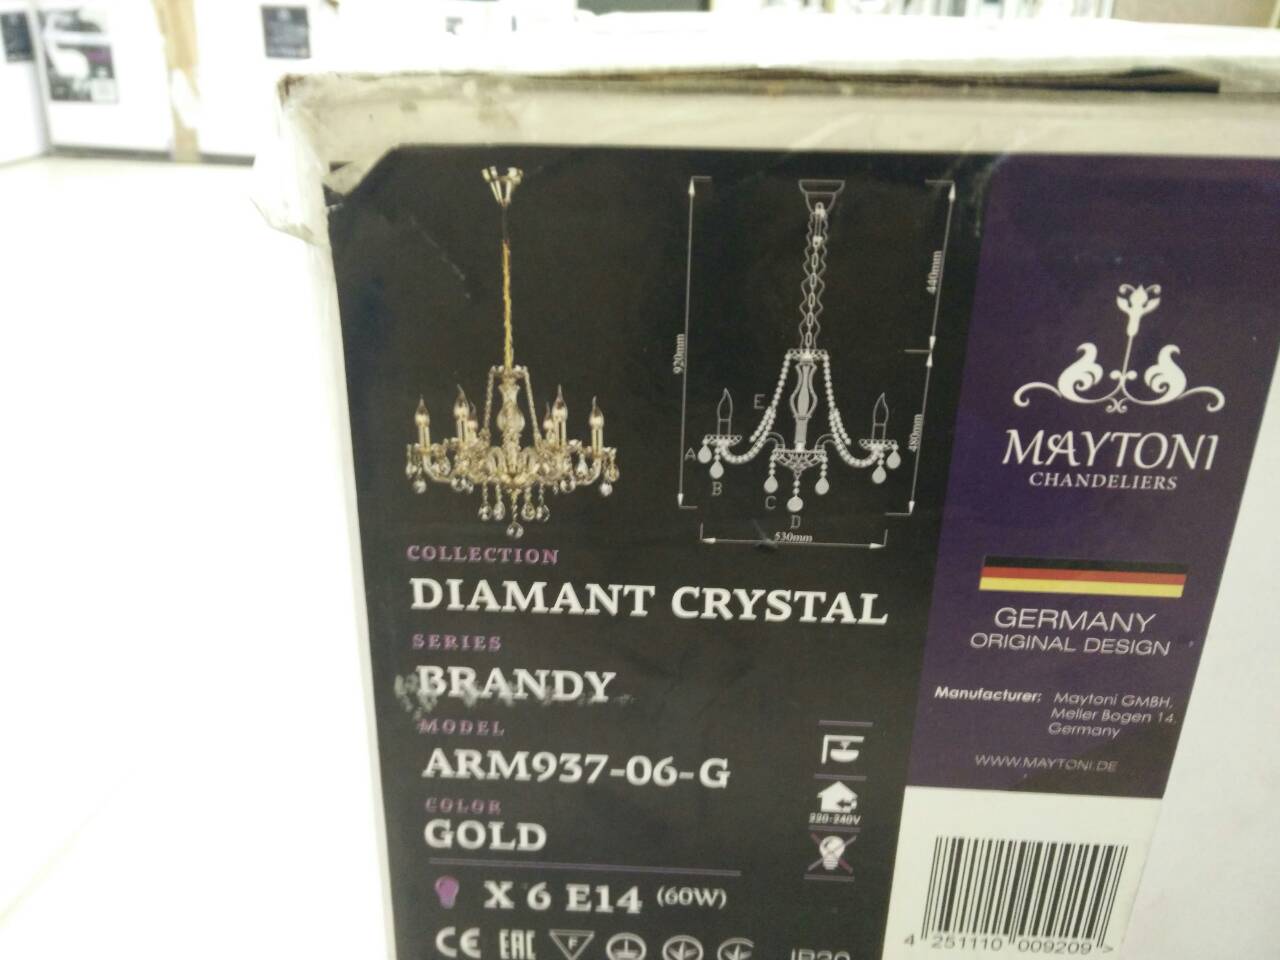 920mm
440mm
480mm
530mm
A
B
C
D
E
COLLECTION
DIAMANT CRYSTAL
SERIES
BRANDY
MODEL
ARM937-06-G
COLOR
GOLD
X 6 E14 (60W)
CE EAC F
IP20
220-240V
MAYTONI
CHANDELIERS
GERMANY
ORIGINAL DESIGN
Manufacturer: Maytoni GMBH,
Meller Bogen 14,
Germany
WWW.MAYTONI.DE
4 251110 009209 >